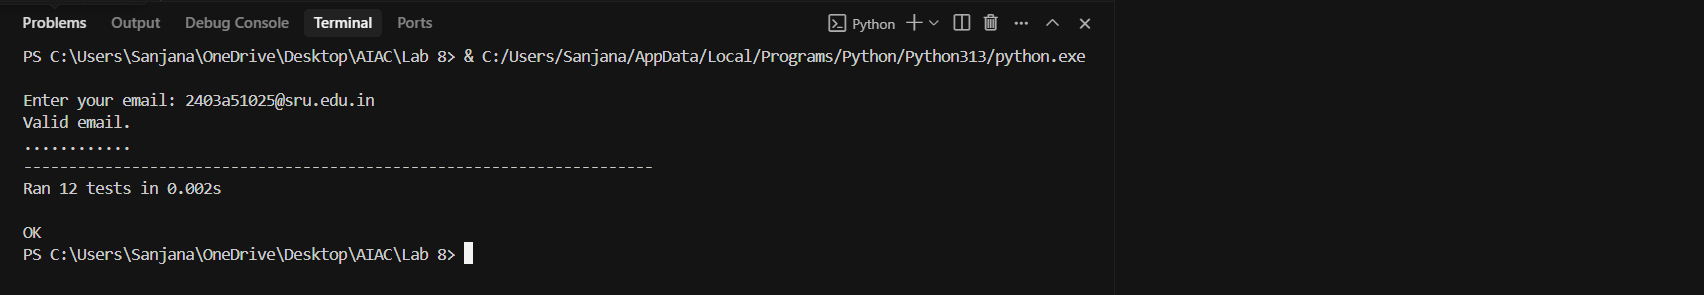 Problems Output Debug Console Terminal Ports Python
PS C:\Users\Sanjana\OneDrive\Desktop\AIAC\Lab 8> & C:/Users/Sanjana/AppData/Local/Programs/Python/Python313/python.exe
Enter your email: 2403a51025@sru.edu.in
Valid email.
............
----------------------------------------------------------------------
Ran 12 tests in 0.002s
OK
PS C:\Users\Sanjana\OneDrive\Desktop\AIAC\Lab 8>